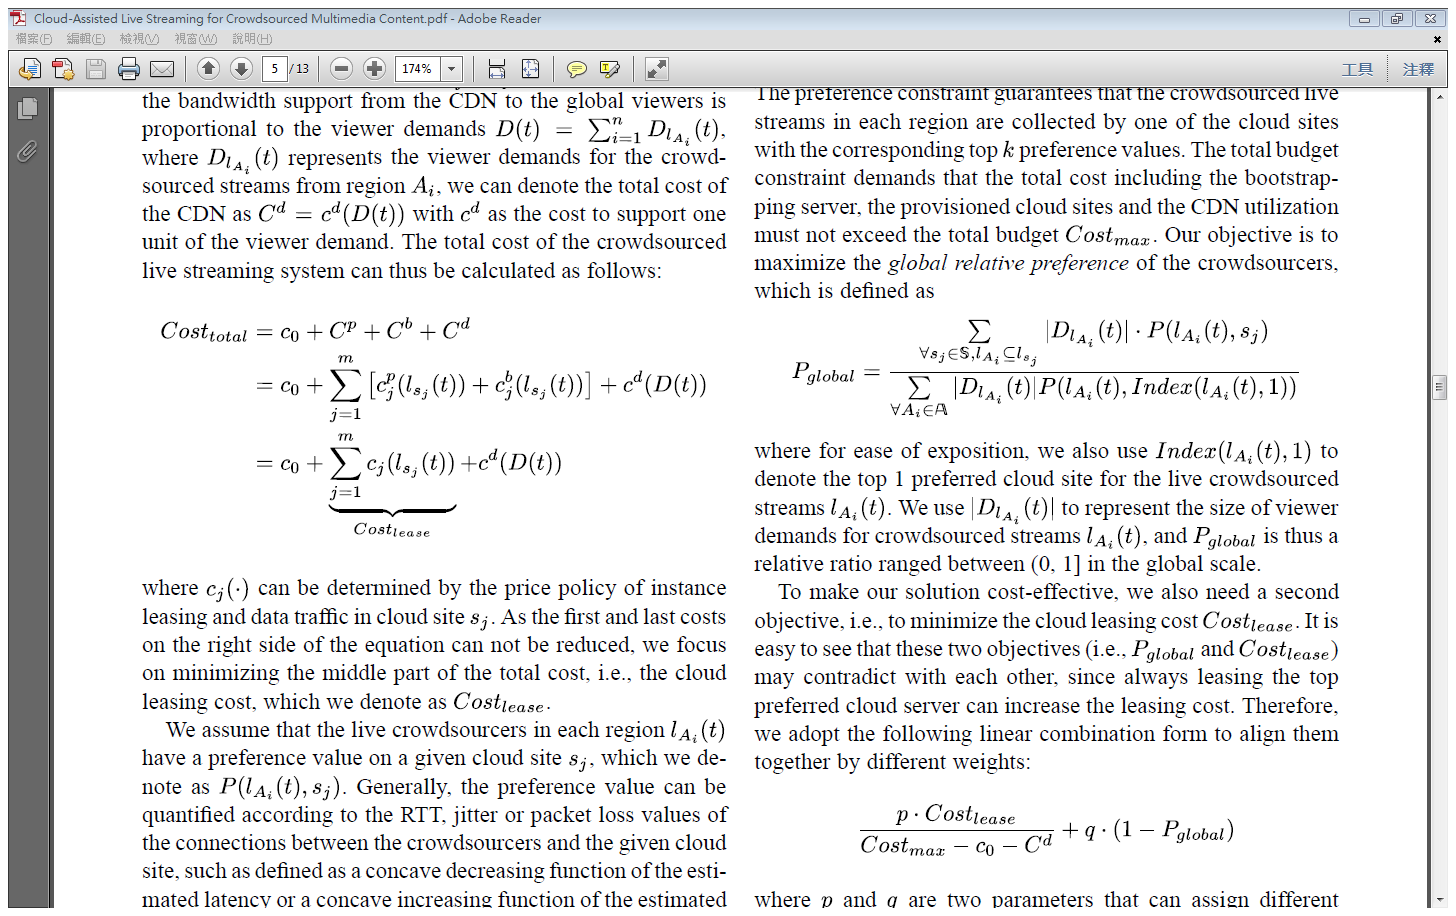 Cloud-Assisted Live Streaming for Crowdsourced Multimedia Content.pdf - Adobe Reader
檔案(F) 編輯(E) 檢視(V) 視窗(W) 說明(H)
5 / 13 174% 工具 注釋
the bandwidth support from the CDN to the global viewers is
proportional to the viewer demands D(t) = ∑_{i=1}^{n} D_{l_{A_i}}(t),
where D_{l_{A_i}}(t) represents the viewer demands for the crowd-
sourced streams from region A_i, we can denote the total cost of
the CDN as C^d = c^d(D(t)) with c^d as the cost to support one
unit of the viewer demand. The total cost of the crowdsourced
live streaming system can thus be calculated as follows:
Cost_{total} = c_0 + C^p + C^b + C^d
= c_0 + ∑_{j=1}^{m} [c_j^p(l_{s_j}(t)) + c_j^b(l_{s_j}(t))] + c^d(D(t))
= c_0 + ∑_{j=1}^{m} c_j(l_{s_j}(t)) + c^d(D(t))
Cost_{lease}
where c_j(·) can be determined by the price policy of instance
leasing and data traffic in cloud site s_j. As the first and last costs
on the right side of the equation can not be reduced, we focus
on minimizing the middle part of the total cost, i.e., the cloud
leasing cost, which we denote as Cost_{lease}.
We assume that the live crowdsourcers in each region l_{A_i}(t)
have a preference value on a given cloud site s_j, which we de-
note as P(l_{A_i}(t), s_j). Generally, the preference value can be
quantified according to the RTT, jitter or packet loss values of
the connections between the crowdsourcers and the given cloud
site, such as defined as a concave decreasing function of the esti-
mated latency or a concave increasing function of the estimated
The preference constraint guarantees that the crowdsourced live
streams in each region are collected by one of the cloud sites
with the corresponding top k preference values. The total budget
constraint demands that the total cost including the bootstrap-
ping server, the provisioned cloud sites and the CDN utilization
must not exceed the total budget Cost_{max}. Our objective is to
maximize the global relative preference of the crowdsourcers,
which is defined as
∑_{∀s_j∈𝕊, l_{A_i}⊆l_{s_j}} |D_{l_{A_i}}(t)| · P(l_{A_i}(t), s_j)
P_{global} =
∑_{∀A_i∈𝔸} |D_{l_{A_i}}(t)|P(l_{A_i}(t), Index(l_{A_i}(t), 1))
where for ease of exposition, we also use Index(l_{A_i}(t), 1) to
denote the top 1 preferred cloud site for the live crowdsourced
streams l_{A_i}(t). We use |D_{l_{A_i}}(t)| to represent the size of viewer
demands for crowdsourced streams l_{A_i}(t), and P_{global} is thus a
relative ratio ranged between (0, 1] in the global scale.
To make our solution cost-effective, we also need a second
objective, i.e., to minimize the cloud leasing cost Cost_{lease}. It is
easy to see that these two objectives (i.e., P_{global} and Cost_{lease})
may contradict with each other, since always leasing the top
preferred cloud server can increase the leasing cost. Therefore,
we adopt the following linear combination form to align them
together by different weights:
p · Cost_{lease}
Cost_{max} − c_0 − C^d
+ q · (1 − P_{global})
where p and q are two parameters that can assign different